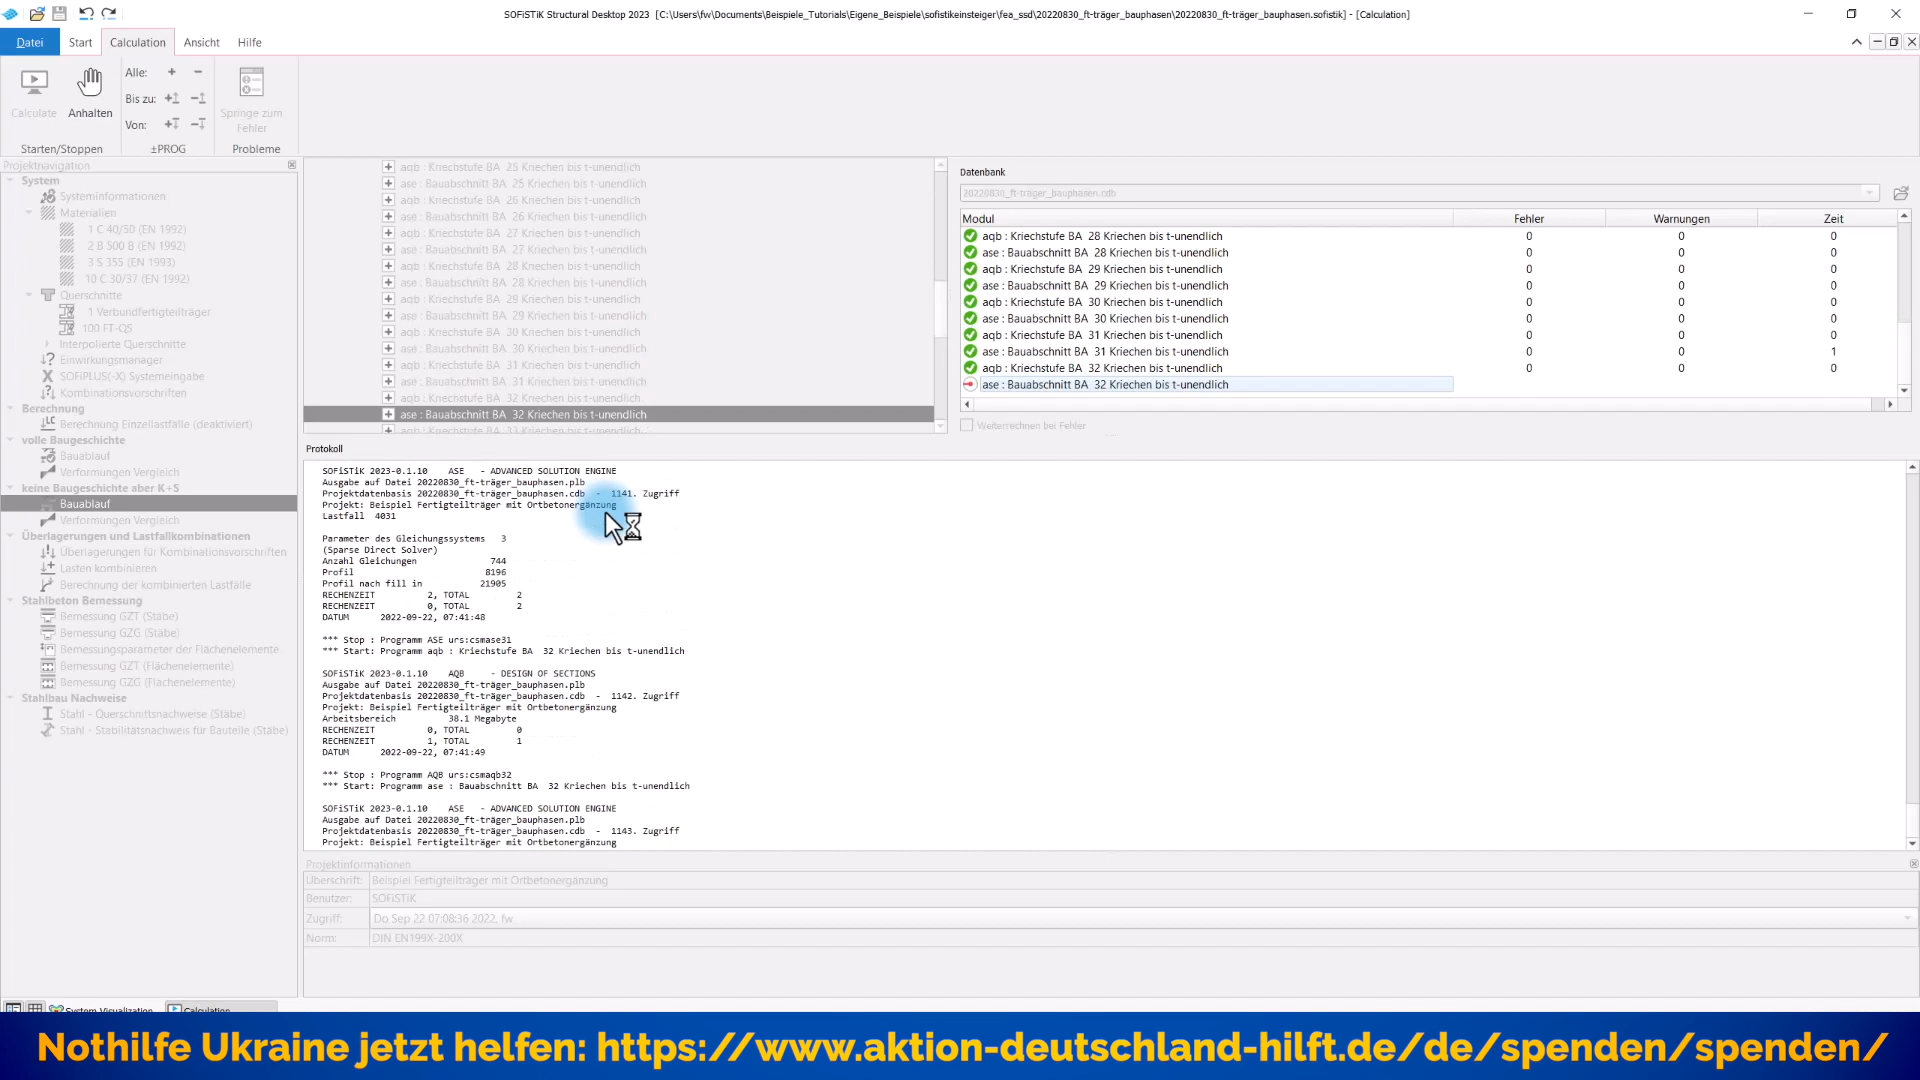 SOFiSTiK Structural Desktop 2023 [C:\Users\fw\Documents\Beispiele_Tutorials\Eigene_Beispiele\sofistikeinsteiger\fea_ssd\20220830_ft-träger_bauphasen\20220830_ft-träger_bauphasen.sofistik] - [Calculation]
Datei Start Calculation Ansicht Hilfe
Calculate Anhalten
Alle: + -
Bis zu:
Von:
Springe zum Fehler
Starten/Stoppen ±PROG Probleme
Projektnavigation
System
Systeminformationen
Materialien
1 C 40/50 (EN 1992)
2 B 500 B (EN 1992)
3 S 355 (EN 1993)
10 C 30/37 (EN 1992)
Querschnitte
1 Verbundfertigteilträger
100 FT-QS
Interpolierte Querschnitte
Einwirkungsmanager
SOFiPLUS(-X) Systemeingabe
Kombinationsvorschriften
Berechnung
Berechnung Einzellastfälle (deaktiviert)
volle Baugeschichte
Bauablauf
Verformungen Vergleich
keine Baugeschichte aber K+S
Bauablauf
Verformungen Vergleich
Überlagerungen und Lastfallkombinationen
Überlagerungen für Kombinationsvorschriften
Lasten kombinieren
Berechnung der kombinierten Lastfälle
Stahlbeton Bemessung
Bemessung GZT (Stäbe)
Bemessung GZG (Stäbe)
Bemessungsparameter der Flächenelemente
Bemessung GZT (Flächenelemente)
Bemessung GZG (Flächenelemente)
Stahlbau Nachweise
Stahl - Querschnittsnachweise (Stäbe)
Stahl - Stabilitätsnachweis für Bauteile (Stäbe)
aqb : Kriechstufe BA 25 Kriechen bis t-unendlich
ase : Bauabschnitt BA 25 Kriechen bis t-unendlich
aqb : Kriechstufe BA 26 Kriechen bis t-unendlich
ase : Bauabschnitt BA 26 Kriechen bis t-unendlich
aqb : Kriechstufe BA 27 Kriechen bis t-unendlich
ase : Bauabschnitt BA 27 Kriechen bis t-unendlich
aqb : Kriechstufe BA 28 Kriechen bis t-unendlich
ase : Bauabschnitt BA 28 Kriechen bis t-unendlich
aqb : Kriechstufe BA 29 Kriechen bis t-unendlich
ase : Bauabschnitt BA 29 Kriechen bis t-unendlich
aqb : Kriechstufe BA 30 Kriechen bis t-unendlich
ase : Bauabschnitt BA 30 Kriechen bis t-unendlich
aqb : Kriechstufe BA 31 Kriechen bis t-unendlich
ase : Bauabschnitt BA 31 Kriechen bis t-unendlich
aqb : Kriechstufe BA 32 Kriechen bis t-unendlich
ase : Bauabschnitt BA 32 Kriechen bis t-unendlich
aqb : Kriechstufe BA 33 Kriechen bis t-unendlich
Datenbank
20220830_ft-träger_bauphasen.cdb
Modul Fehler Warnungen Zeit
aqb : Kriechstufe BA 28 Kriechen bis t-unendlich 0 0 0
ase : Bauabschnitt BA 28 Kriechen bis t-unendlich 0 0 0
aqb : Kriechstufe BA 29 Kriechen bis t-unendlich 0 0 0
ase : Bauabschnitt BA 29 Kriechen bis t-unendlich 0 0 0
aqb : Kriechstufe BA 30 Kriechen bis t-unendlich 0 0 0
ase : Bauabschnitt BA 30 Kriechen bis t-unendlich 0 0 0
aqb : Kriechstufe BA 31 Kriechen bis t-unendlich 0 0 0
ase : Bauabschnitt BA 31 Kriechen bis t-unendlich 0 0 1
aqb : Kriechstufe BA 32 Kriechen bis t-unendlich 0 0 0
ase : Bauabschnitt BA 32 Kriechen bis t-unendlich
Weiterrechnen bei Fehler
Protokoll
SOFiSTiK 2023-0.1.10 ASE - ADVANCED SOLUTION ENGINE
Ausgabe auf Datei 20220830_ft-träger_bauphasen.plb
Projektdatenbasis 20220830_ft-träger_bauphasen.cdb - 1141. Zugriff
Projekt: Beispiel Fertigteilträger mit Ortbetonergänzung
Lastfall 4031
Parameter des Gleichungssystems 3
(Sparse Direct Solver)
Anzahl Gleichungen 744
Profil 8196
Profil nach fill in 21905
RECHENZEIT 2, TOTAL 2
RECHENZEIT 0, TOTAL 2
DATUM 2022-09-22, 07:41:48
*** Stop : Programm ASE urs:csmase31
*** Start: Programm aqb : Kriechstufe BA 32 Kriechen bis t-unendlich
SOFiSTiK 2023-0.1.10 AQB - DESIGN OF SECTIONS
Ausgabe auf Datei 20220830_ft-träger_bauphasen.plb
Projektdatenbasis 20220830_ft-träger_bauphasen.cdb - 1142. Zugriff
Projekt: Beispiel Fertigteilträger mit Ortbetonergänzung
Arbeitsbereich 38.1 Megabyte
RECHENZEIT 0, TOTAL 0
RECHENZEIT 1, TOTAL 1
DATUM 2022-09-22, 07:41:49
*** Stop : Programm AQB urs:csmaqb32
*** Start: Programm ase : Bauabschnitt BA 32 Kriechen bis t-unendlich
SOFiSTiK 2023-0.1.10 ASE - ADVANCED SOLUTION ENGINE
Ausgabe auf Datei 20220830_ft-träger_bauphasen.plb
Projektdatenbasis 20220830_ft-träger_bauphasen.cdb - 1143. Zugriff
Projekt: Beispiel Fertigteilträger mit Ortbetonergänzung
Projektinformationen
Überschrift: Beispiel Fertigteilträger mit Ortbetonergänzung
Benutzer: SOFiSTiK
Zugriff: Do Sep 22 07:08:36 2022, fw
Norm: DIN EN199X-200X
System Visualization Calculation
Nothilfe Ukraine jetzt helfen: https://www.aktion-deutschland-hilft.de/de/spenden/spenden/